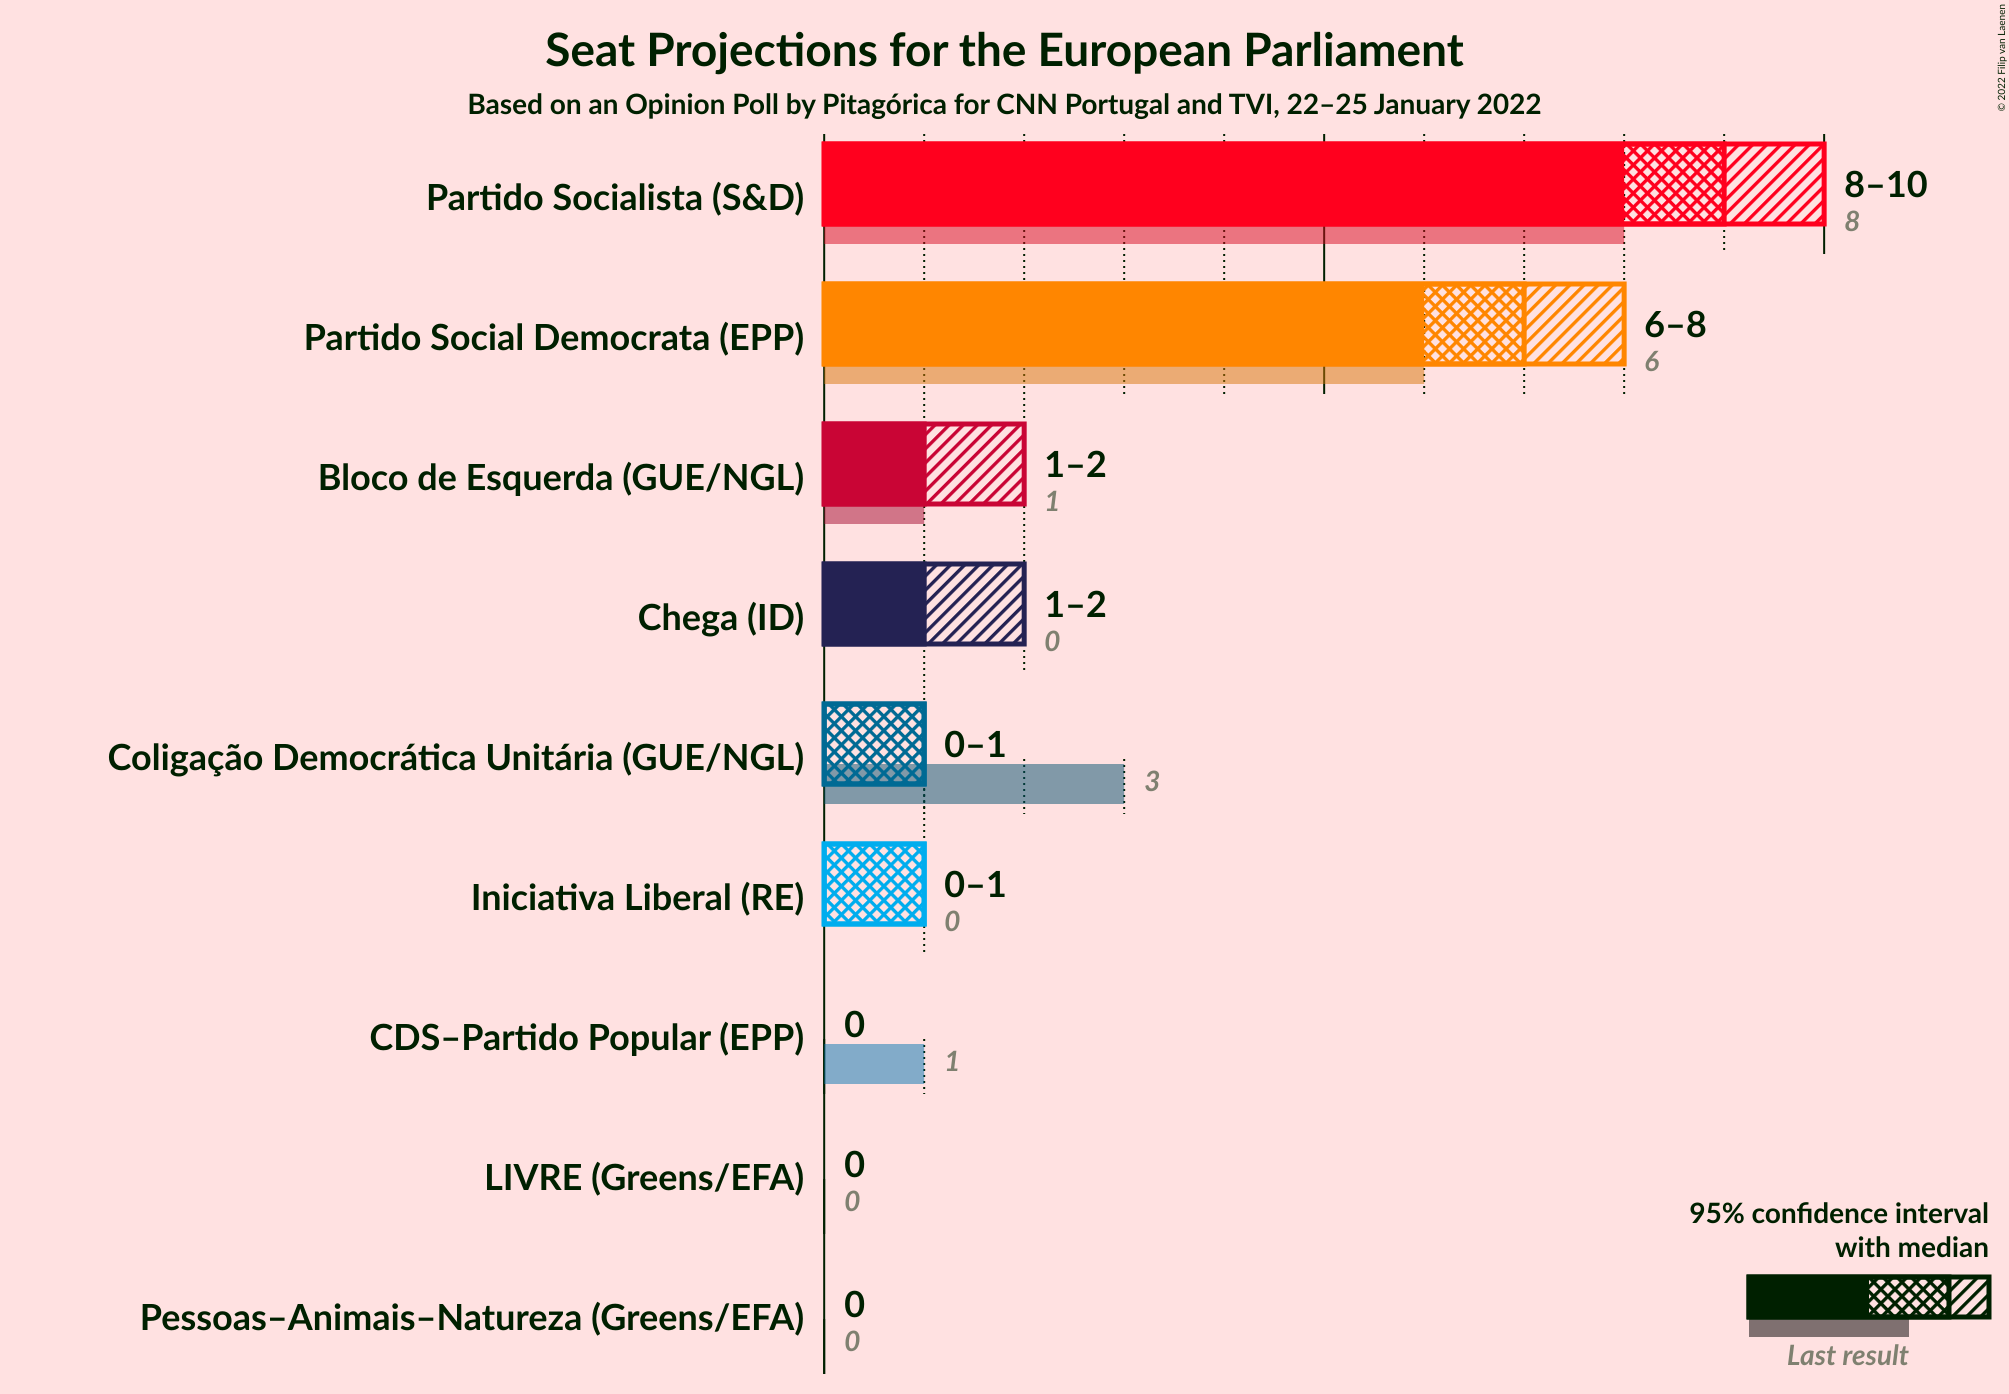 Seat Projections for the European Parliament
Based on an Opinion Poll by Pitagórica for CNN Portugal and TVI, 22–25 January 2022
© 2022 Filip van Laenen
Partido Socialista (S&D)
8–10
8
Partido Social Democrata (EPP)
6–8
6
Bloco de Esquerda (GUE/NGL)
1–2
1
Chega (ID)
1–2
0
Coligação Democrática Unitária (GUE/NGL)
0–1
3
Iniciativa Liberal (RE)
0–1
0
CDS–Partido Popular (EPP)
0
1
LIVRE (Greens/EFA)
0
0
Pessoas–Animais–Natureza (Greens/EFA)
0
0
95% confidence interval
with median
Last result